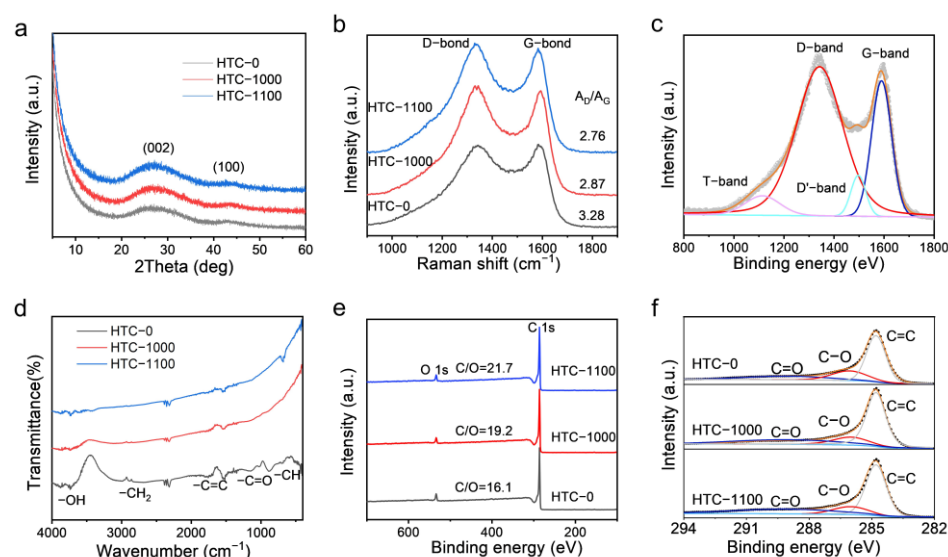 a
HTC−0
HTC−1000
HTC−1100
(002)
(100)
Intensity (a.u.)
0 10 20 30 40 50 60
2Theta (deg)
b
D−bond
G−bond
A_D/A_G
HTC−1100
2.76
HTC−1000
2.87
HTC−0
3.28
Intensity (a.u.)
1000 1200 1400 1600 1800
Raman shift (cm⁻¹)
c
D−band
G−band
T−band
D'−band
Intensity (a.u.)
800 1000 1200 1400 1600 1800
Binding energy (eV)
d
HTC−0
HTC−1000
HTC−1100
Transmittance(%)
−OH
−CH₂
−C=C
−C=O
−CH
4000 3000 2000 1000
Wavenumber (cm⁻¹)
e
C 1s
O 1s
C/O=21.7
HTC−1100
C/O=19.2
HTC−1000
C/O=16.1
HTC−0
Intensity (a.u.)
600 400 200
Binding energy (eV)
f
C=C
HTC−0
C−O
C=O
C=C
HTC−1000
C−O
C=O
C=C
HTC−1100
C−O
C=O
Intensity (a.u.)
294 291 288 285 282
Binding energy (eV)